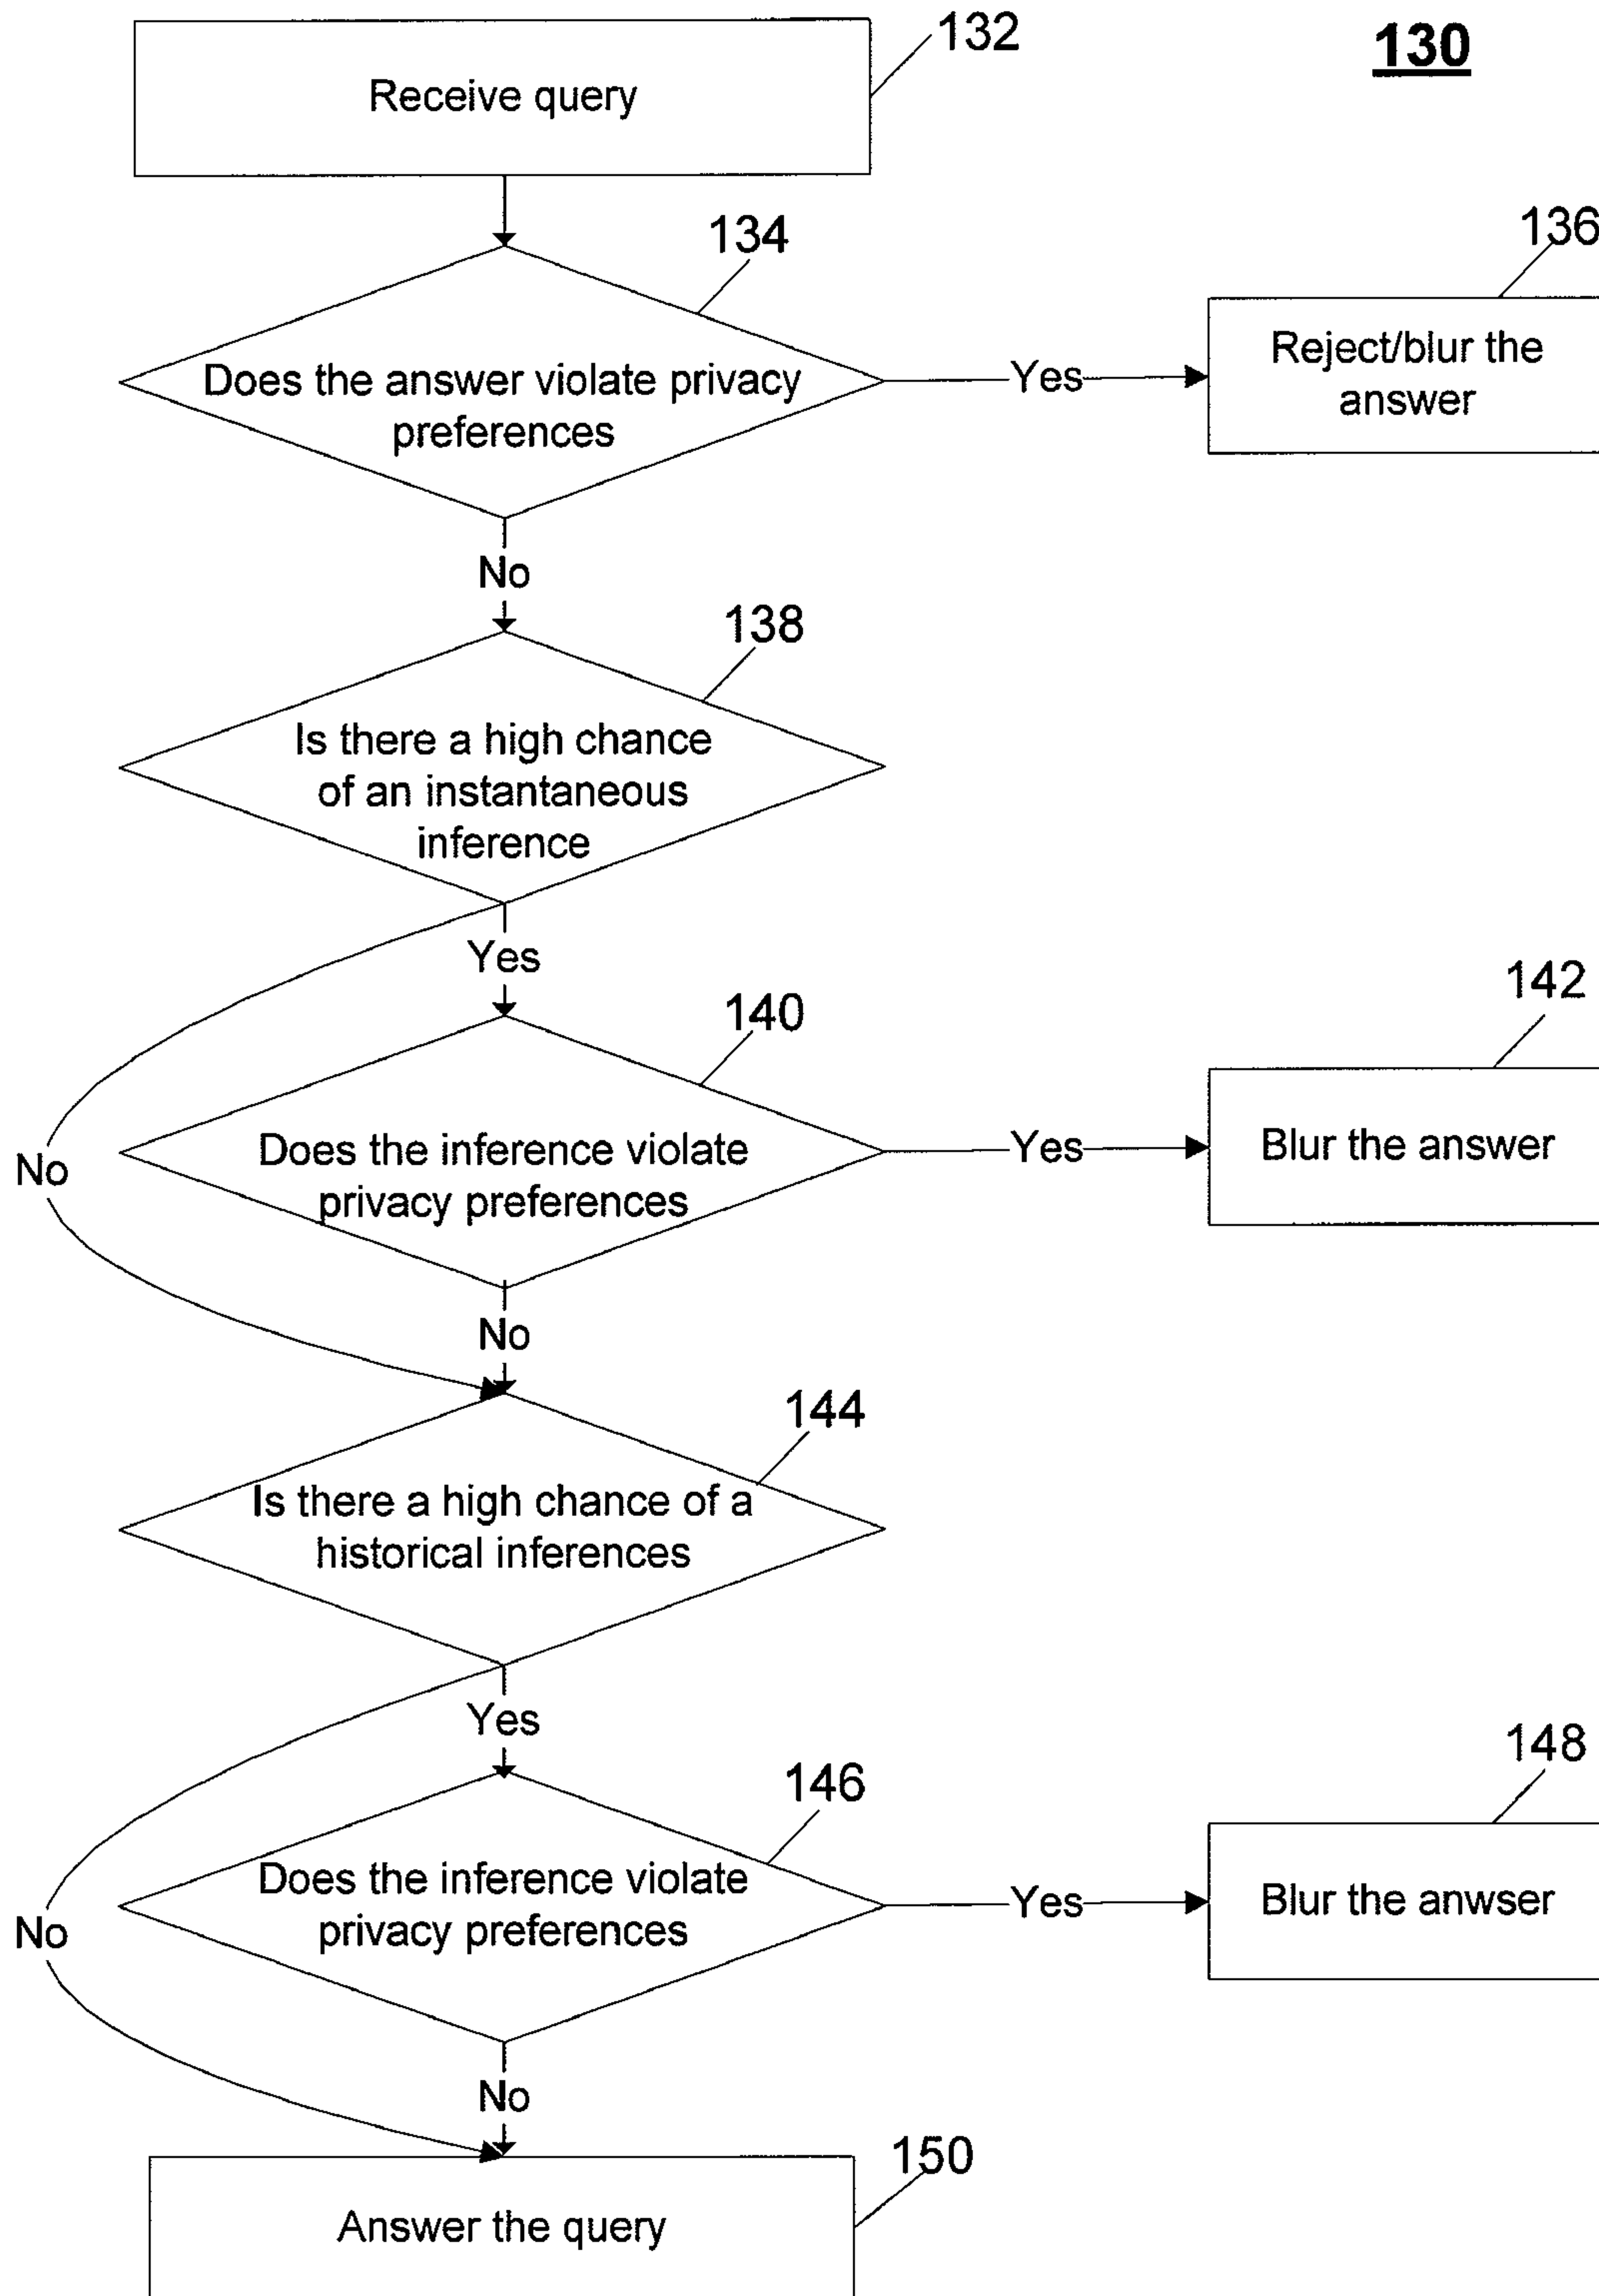 132
130
Receive query
134
136
Does the answer violate privacy
preferences
Yes
Reject/blur the
answer
No
138
Is there a high chance
of an instantaneous
inference
Yes
140
142
No
Does the inference violate
privacy preferences
Yes
Blur the answer
No
144
Is there a high chance of a
historical inferences
Yes
146
148
No
Does the inference violate
privacy preferences
Yes
Blur the anwser
No
150
Answer the query